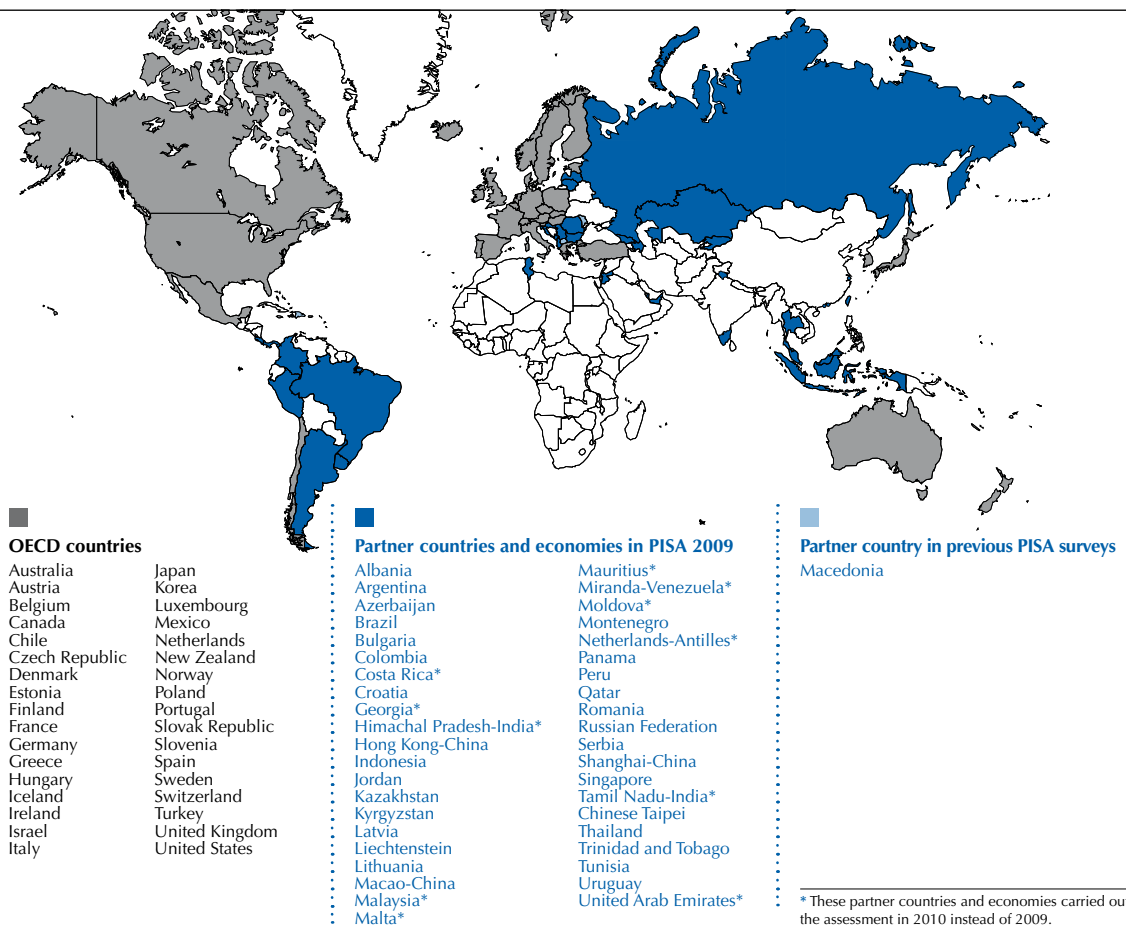 OECD countries
Australia
Austria
Belgium
Canada
Chile
Czech Republic
Denmark
Estonia
Finland
France
Germany
Greece
Hungary
Iceland
Ireland
Israel
Italy
Japan
Korea
Luxembourg
Mexico
Netherlands
New Zealand
Norway
Poland
Portugal
Slovak Republic
Slovenia
Spain
Sweden
Switzerland
Turkey
United Kingdom
United States
Partner countries and economies in PISA 2009
Albania
Argentina
Azerbaijan
Brazil
Bulgaria
Colombia
Costa Rica*
Croatia
Georgia*
Himachal Pradesh-India*
Hong Kong-China
Indonesia
Jordan
Kazakhstan
Kyrgyzstan
Latvia
Liechtenstein
Lithuania
Macao-China
Malaysia*
Malta*
Mauritius*
Miranda-Venezuela*
Moldova*
Montenegro
Netherlands-Antilles*
Panama
Peru
Qatar
Romania
Russian Federation
Serbia
Shanghai-China
Singapore
Tamil Nadu-India*
Chinese Taipei
Thailand
Trinidad and Tobago
Tunisia
Uruguay
United Arab Emirates*
Partner country in previous PISA surveys
Macedonia
* These partner countries and economies carried out
the assessment in 2010 instead of 2009.